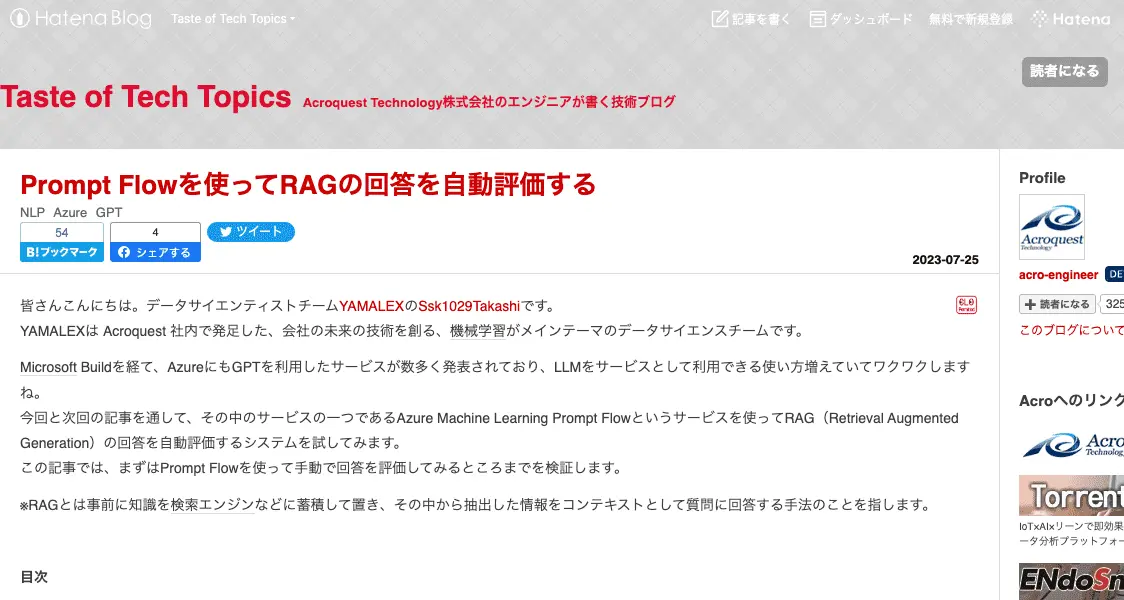 Hatena Blog
Taste of Tech Topics
記事を書く
ダッシュボード
無料で新規登録
Hatena
読者になる
Taste of Tech Topics Acroquest Technology株式会社のエンジニアが書く技術ブログ
Prompt Flowを使ってRAGの回答を自動評価する
NLP Azure GPT
54
B!ブックマーク
4
シェアする
ツイート
2023-07-25
皆さんこんにちは。データサイエンティストチームYAMALEXのSsk1029Takashiです。
YAMALEXは Acroquest 社内で発足した、会社の未来の技術を創る、機械学習がメインテーマのデータサイエンスチームです。
Microsoft Buildを経て、AzureにもGPTを利用したサービスが数多く発表されており、LLMをサービスとして利用できる使い方増えていてワクワクします
ね。
今回と次回の記事を通して、その中のサービスの一つであるAzure Machine Learning Prompt Flowというサービスを使ってRAG（Retrieval Augmented
Generation）の回答を自動評価するシステムを試してみます。
この記事では、まずはPrompt Flowを使って手動で回答を評価してみるところまでを検証します。
※RAGとは事前に知識を検索エンジンなどに蓄積して置き、その中から抽出した情報をコンテキストとして質問に回答する手法のことを指します。
目次
Profile
Acroquest
Technology
acro-engineer
読者になる
325
このブログについて
Acroへのリンク
Acro
Technolog
Torrent
IoT×AI×リーンで即効果
ータ分析プラットフォー
ENdoSn